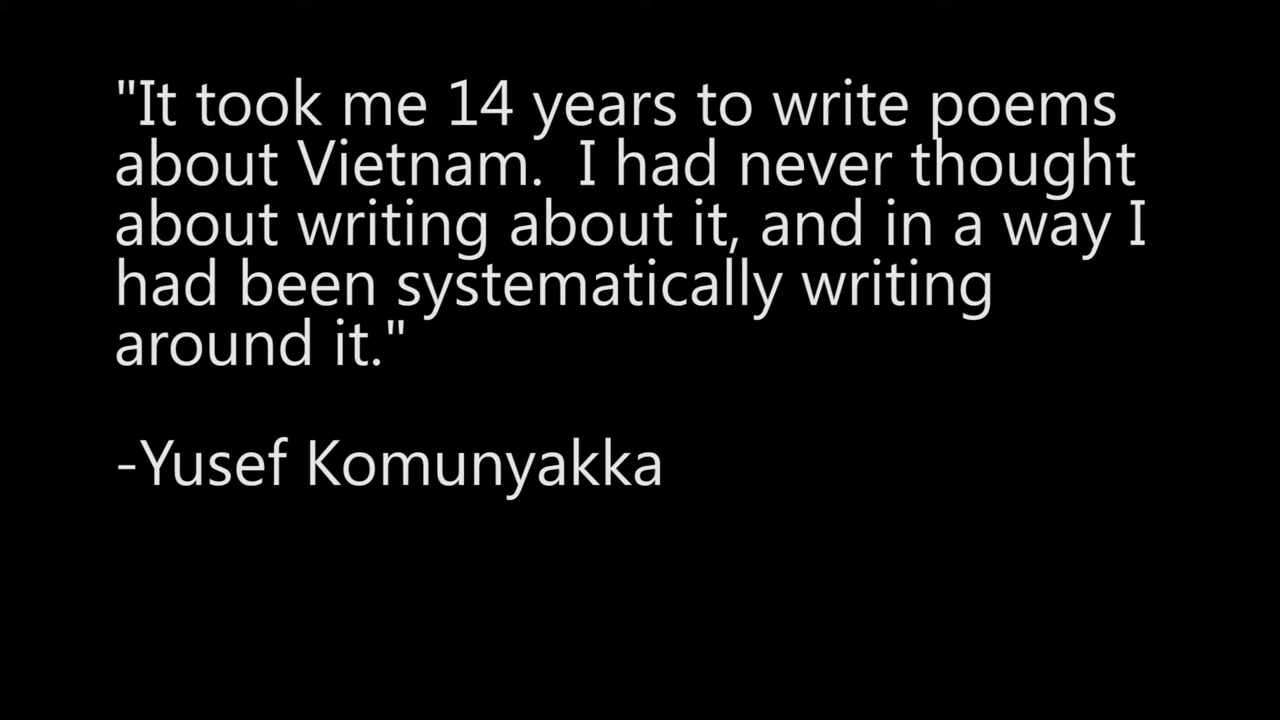 "It took me 14 years to write poems
about Vietnam.  I had never thought
about writing about it, and in a way I
had been systematically writing
around it."
-Yusef Komunyakka